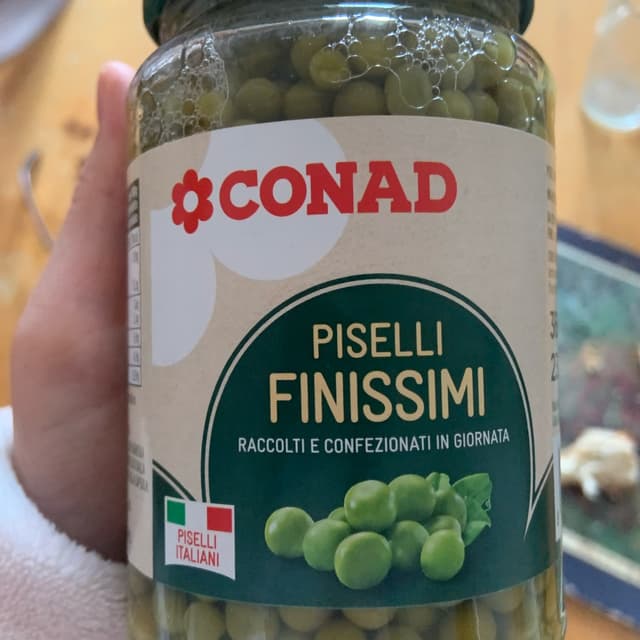 CONAD
PISELLI
FINISSIMI
RACCOLTI E CONFEZIONATI IN GIORNATA
PISELLI
ITALIANI